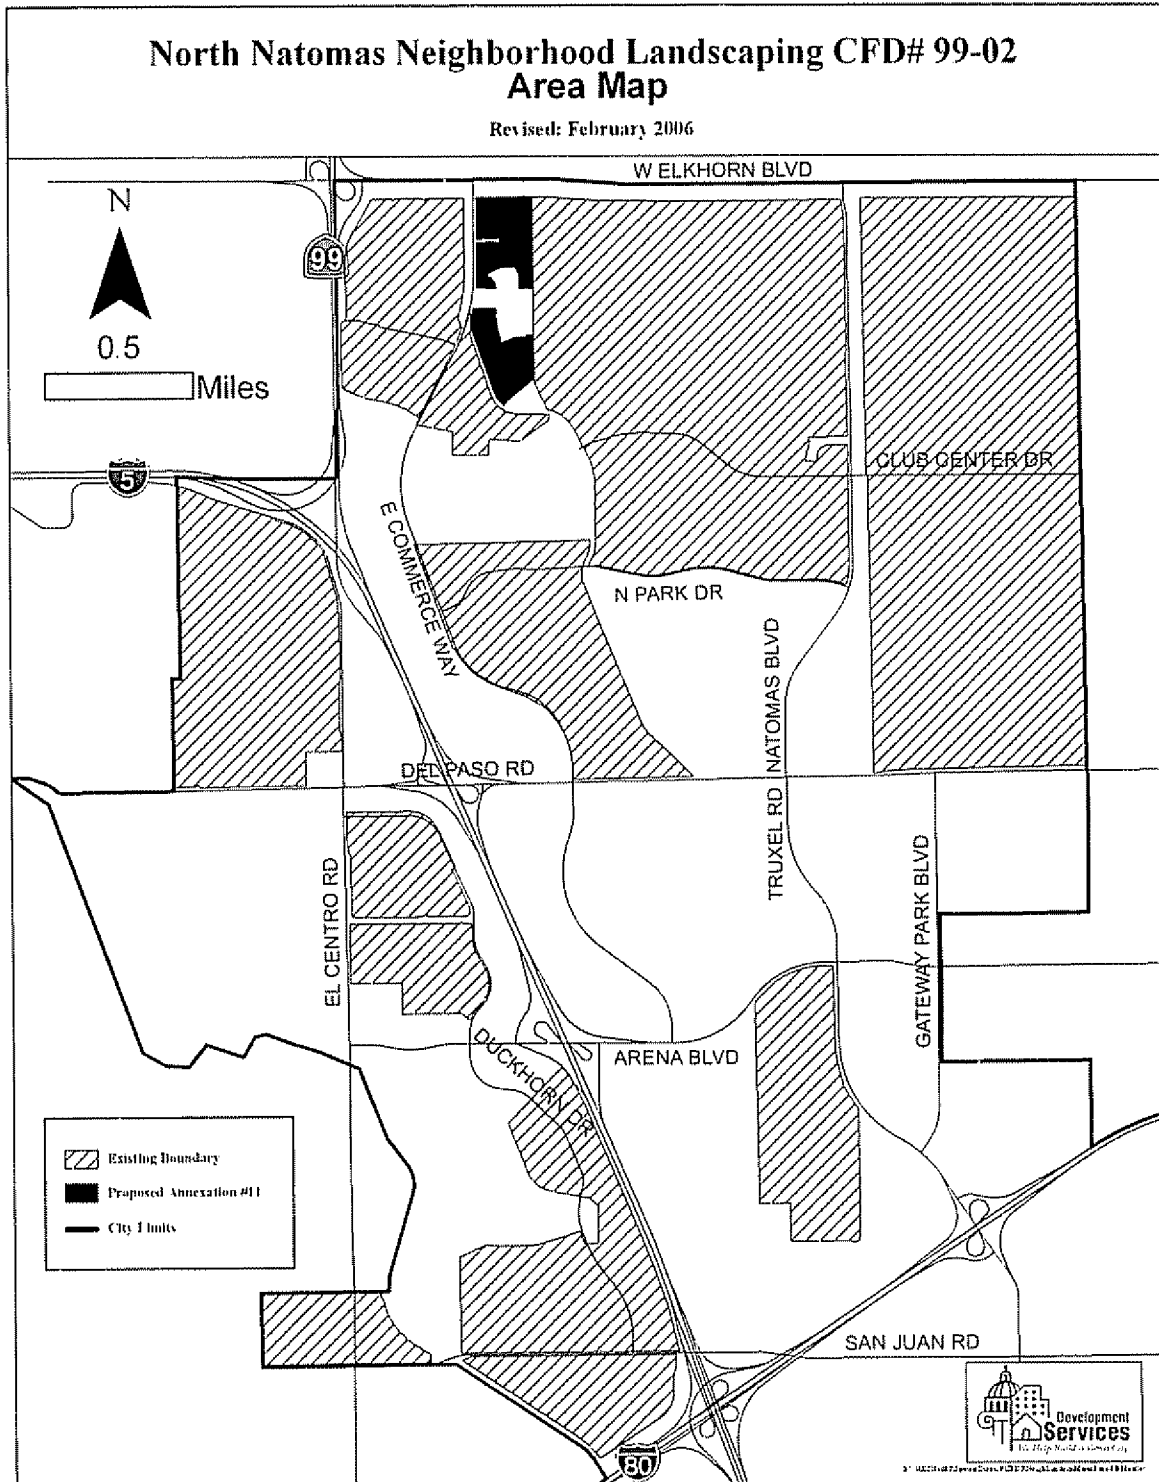 North Natomas Neighborhood Landscaping CFD# 99-02
Area Map
Revised: February 2006
W ELKHORN BLVD
N
99
0.5
Miles
CLUB CENTER DR
5
E COMMERCE WAY
N PARK DR
TRUXEL RD
NATOMAS BLVD
DEL PASO RD
EL CENTRO RD
GATEWAY PARK BLVD
DUCKHORN DR
ARENA BLVD
Existing Boundary
Proposed Annexation #11
City Limits
SAN JUAN RD
Development
Services
80